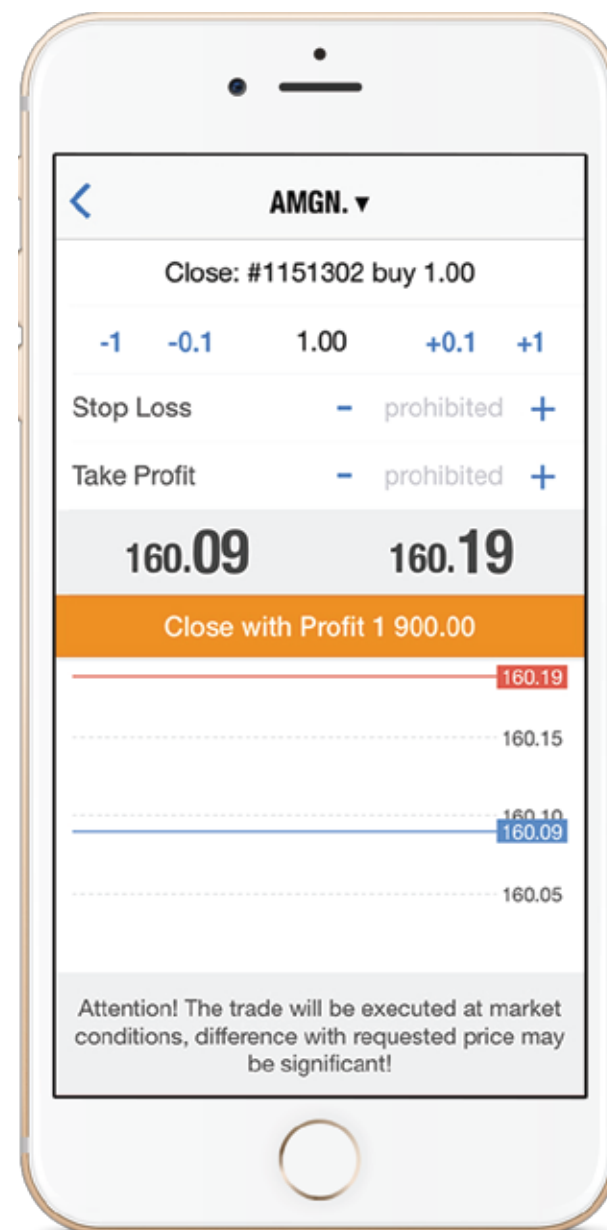 AMGN. ▾
Close: #1151302 buy 1.00
-1 -0.1 1.00 +0.1 +1
Stop Loss - prohibited +
Take Profit - prohibited +
160.09 160.19
Close with Profit 1 900.00
160.19
160.15
160.10
160.09
160.05
Attention! The trade will be executed at market
conditions, difference with requested price may
be significant!